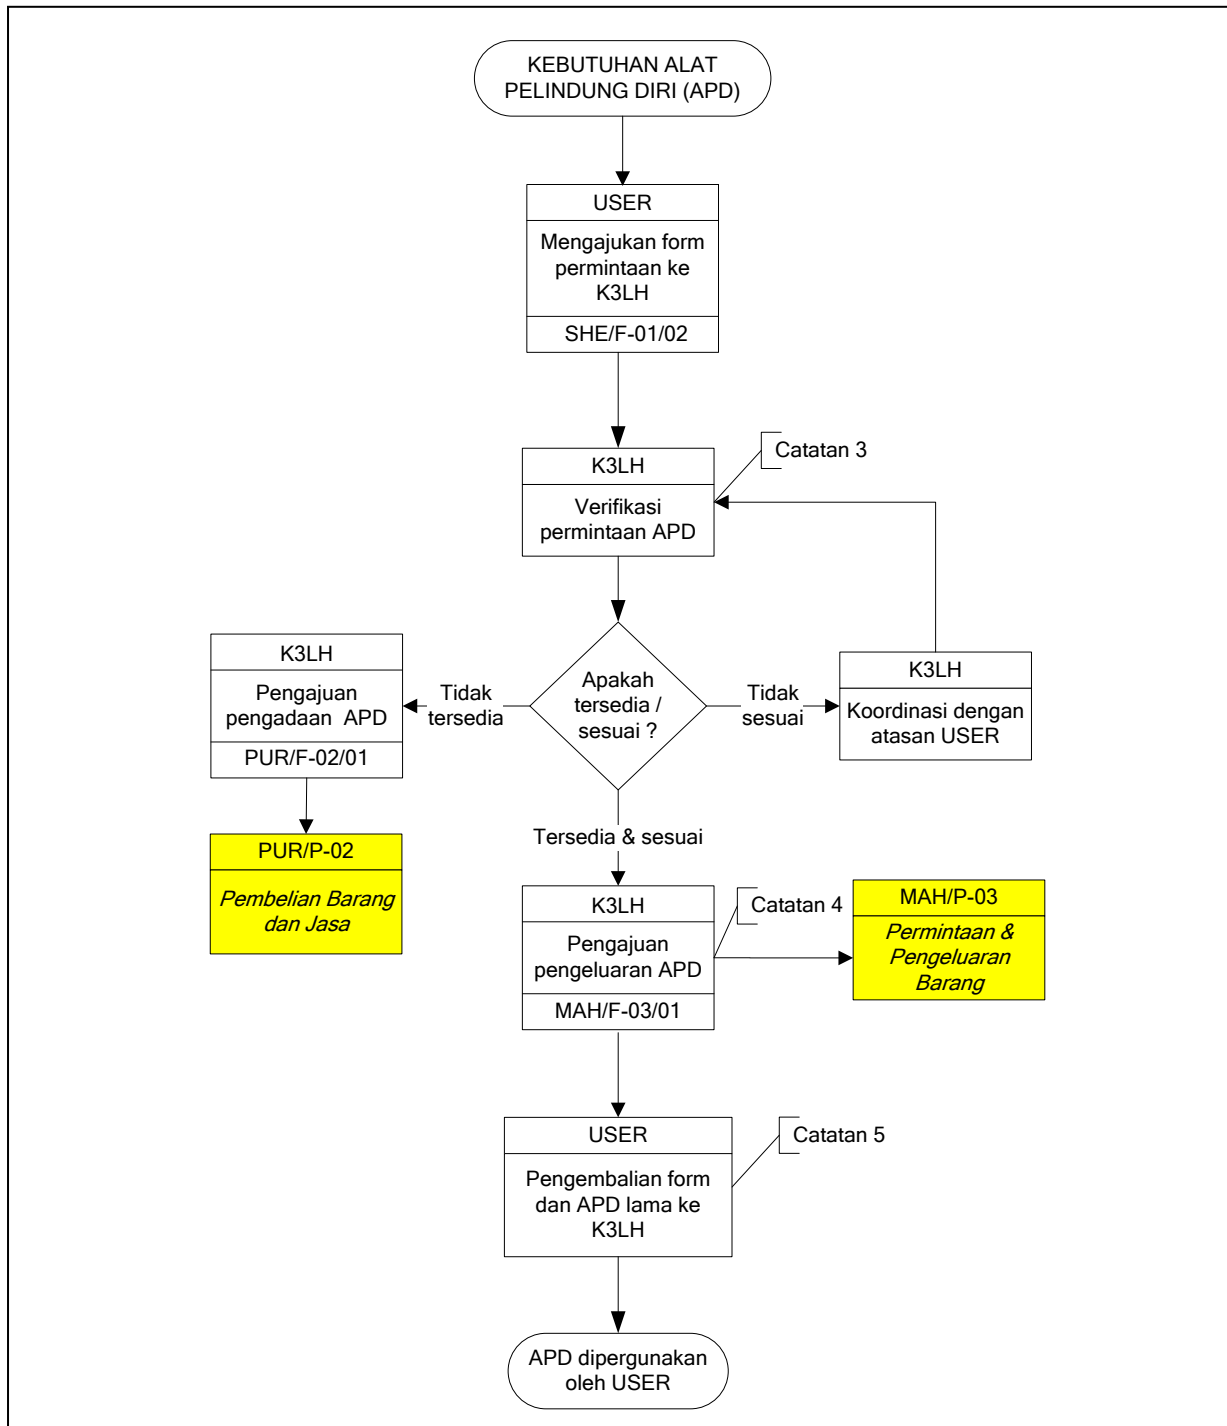 KEBUTUHAN ALAT
PELINDUNG DIRI (APD)
USER
Mengajukan form
permintaan ke
K3LH
SHE/F-01/02
Catatan 3
K3LH
Verifikasi
permintaan APD
K3LH
Pengajuan
pengadaan APD
PUR/F-02/01
Tidak
tersedia
Apakah
tersedia /
sesuai ?
Tidak
sesuai
K3LH
Koordinasi dengan
atasan USER
Tersedia & sesuai
PUR/P-02
Pembelian Barang
dan Jasa
K3LH
Pengajuan
pengeluaran APD
MAH/F-03/01
Catatan 4
MAH/P-03
Permintaan &
Pengeluaran
Barang
USER
Pengembalian form
dan APD lama ke
K3LH
Catatan 5
APD dipergunakan
oleh USER